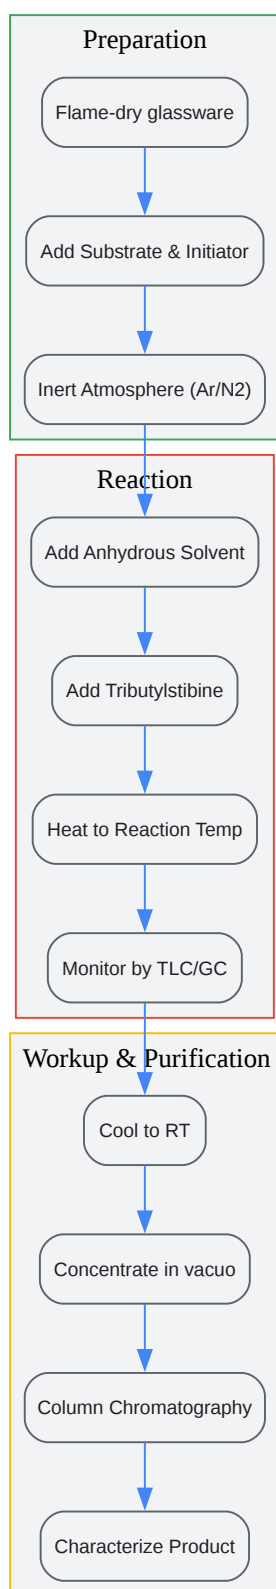 Preparation
Flame-dry glassware
Add Substrate & Initiator
Inert Atmosphere (Ar/N2)
Reaction
Add Anhydrous Solvent
Add Tributylstibine
Heat to Reaction Temp
Monitor by TLC/GC
Workup & Purification
Cool to RT
Concentrate in vacuo
Column Chromatography
Characterize Product